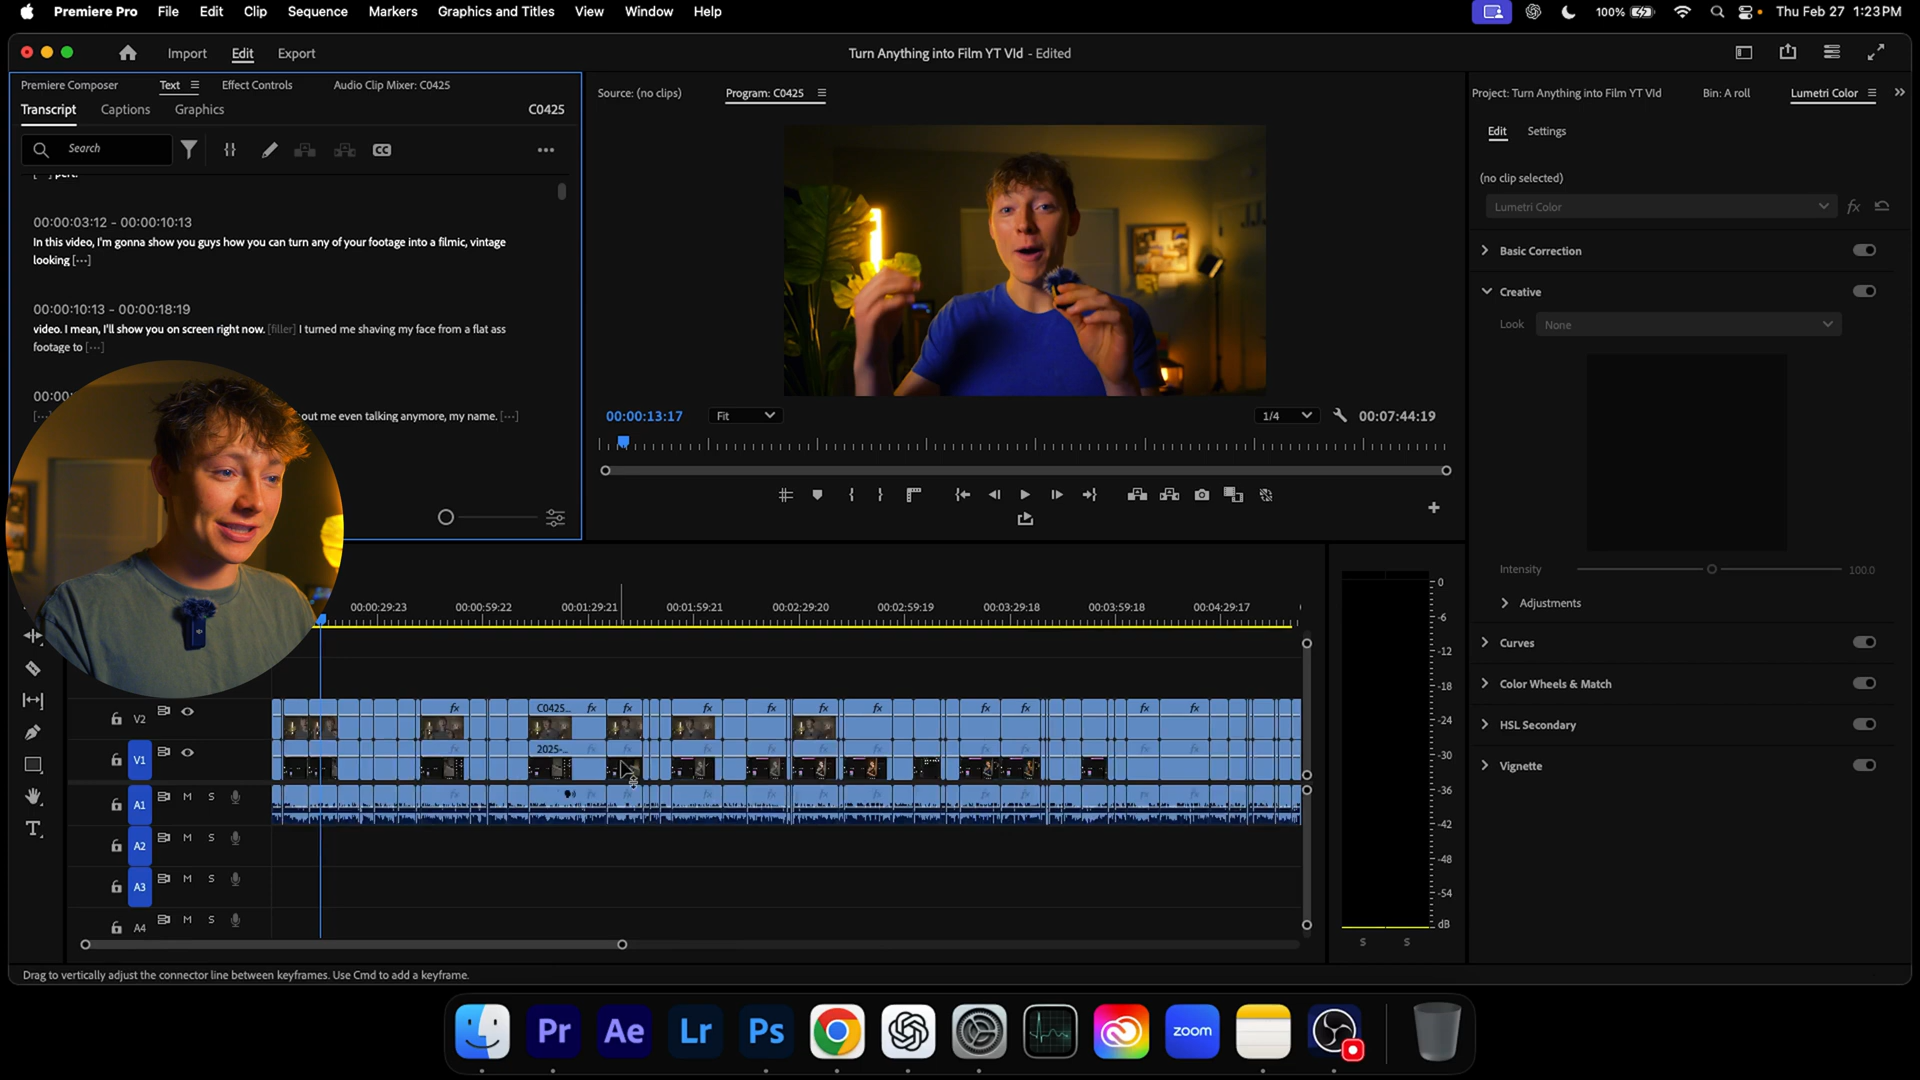 Premiere Pro File Edit Clip Sequence Markers Graphics and Titles View Window Help 100% Thu Feb 27 1:23PM
Import Edit Export Turn Anything into Film YT VId - Edited
Premiere Composer Text Effect Controls Audio Clip Mixer: C0425
Transcript Captions Graphics C0425
Search
CC
00:00:03:12 - 00:00:10:13
In this video, I'm gonna show you guys how you can turn any of your footage into a filmic, vintage
looking [···]
00:00:10:13 - 00:00:18:19
video. I mean, I'll show you on screen right now. [filler] I turned me shaving my face from a flat ass
footage to [···]
00:00
out me even talking anymore, my name. [···]
Source: (no clips) Program: C0425
00:00:13:17 Fit 1/4 00:07:44:19
Project: Turn Anything into Film YT VId Bin: A roll Lumetri Color
Edit Settings
(no clip selected)
Lumetri Color fx
Basic Correction
Creative
Look None
Intensity 100.0
Adjustments
Curves
Color Wheels & Match
HSL Secondary
Vignette
00:00:29:23 00:00:59:22 00:01:29:21 00:01:59:21 00:02:29:20 00:02:59:19 00:03:29:18 00:03:59:18 00:04:29:17
V2 fx C0425... fx fx fx fx fx fx fx fx fx
V1 2025-...
A1 M S
A2 M S
A3 M S
A4 M S
0
-6
-12
-18
-24
-30
-36
-42
-48
-54
dB
S S
Drag to vertically adjust the connector line between keyframes. Use Cmd to add a keyframe.
Pr Ae Lr Ps zoom